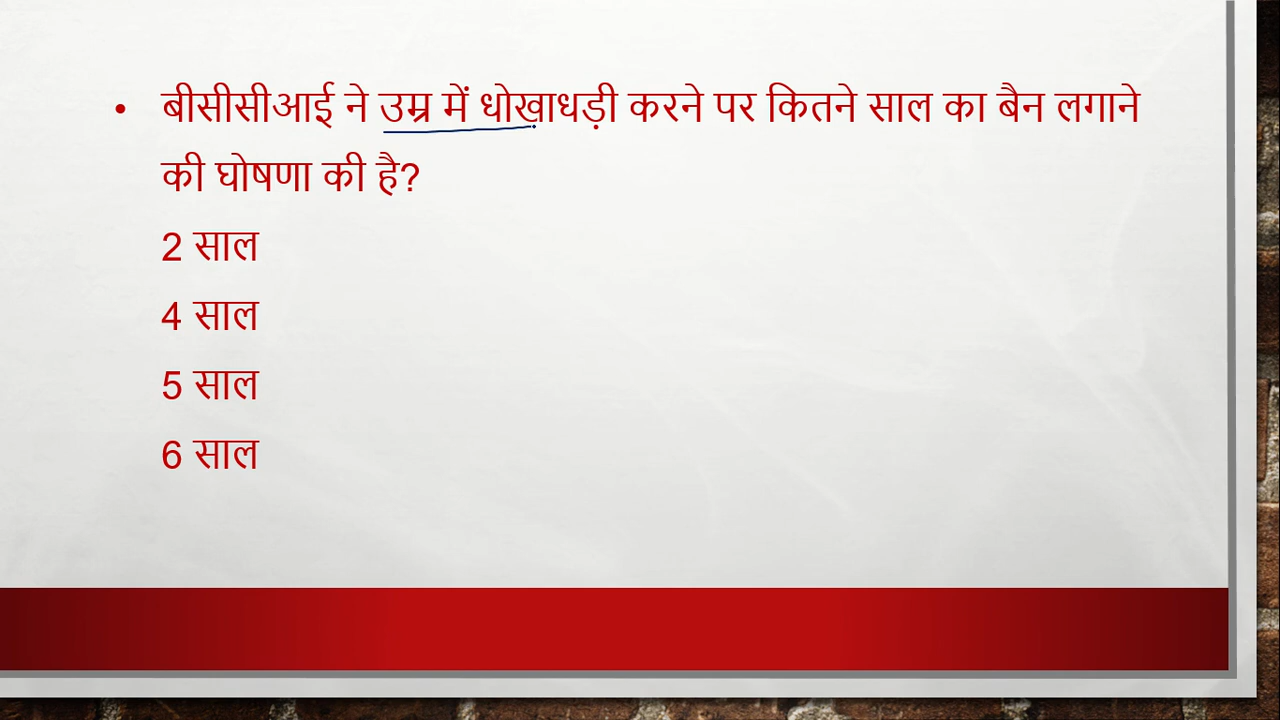 • बीसीसीआई ने उम्र में धोखाधड़ी करने पर कितने साल का बैन लगाने
की घोषणा की है?
2 साल
4 साल
5 साल
6 साल